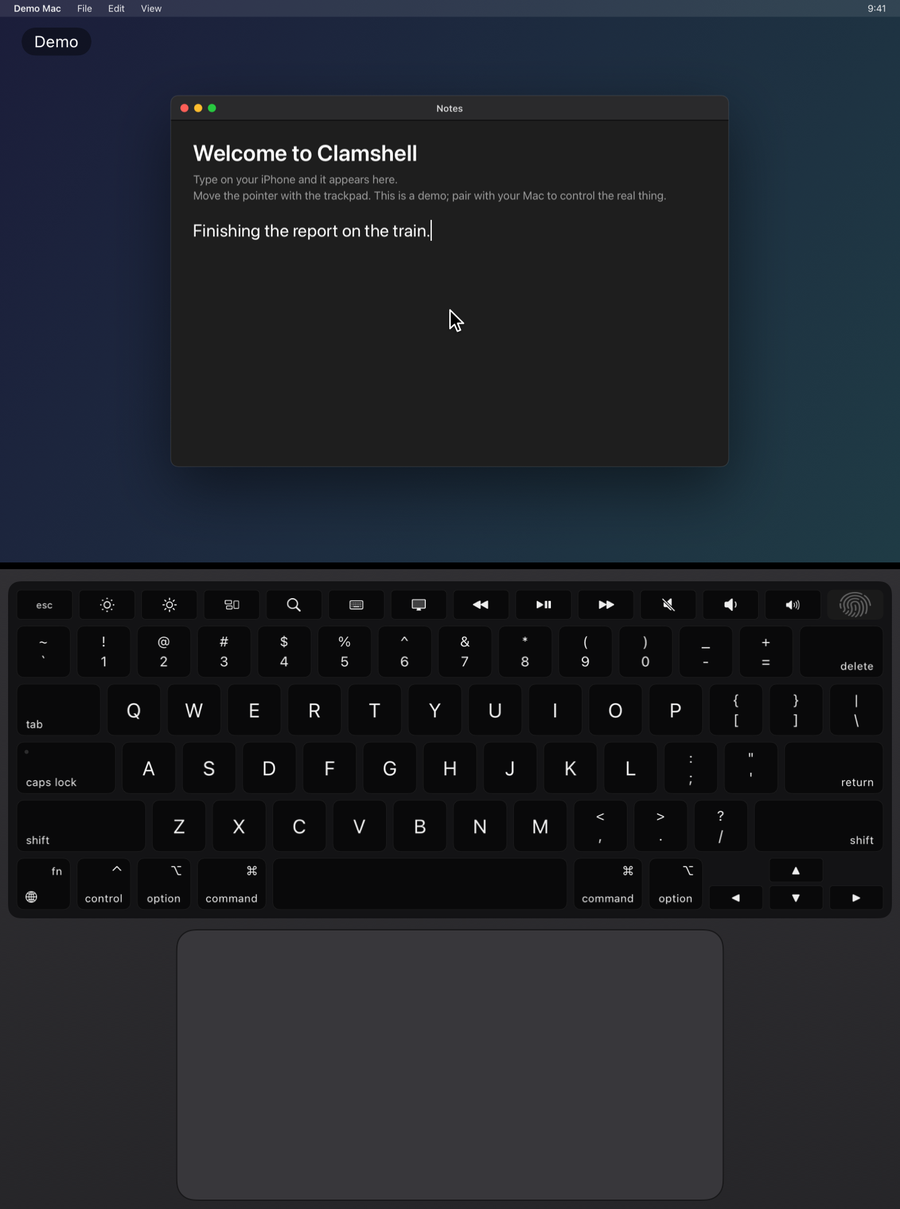 Demo Mac File Edit View 9:41
Demo
Notes
Welcome to Clamshell
Type on your iPhone and it appears here.
Move the pointer with the trackpad. This is a demo; pair with your Mac to control the real thing.
Finishing the report on the train.
esc
~ ! @ # $ % ^ & * ( ) _ +
` 1 2 3 4 5 6 7 8 9 0 - = delete
tab Q W E R T Y U I O P { [ } ] | \
caps lock A S D F G H J K L : ; " ' return
shift Z X C V B N M < , > . ? / shift
fn ^ ⌥ ⌘ ⌘ ⌥ ▲
control option command command option ◀ ▼ ▶